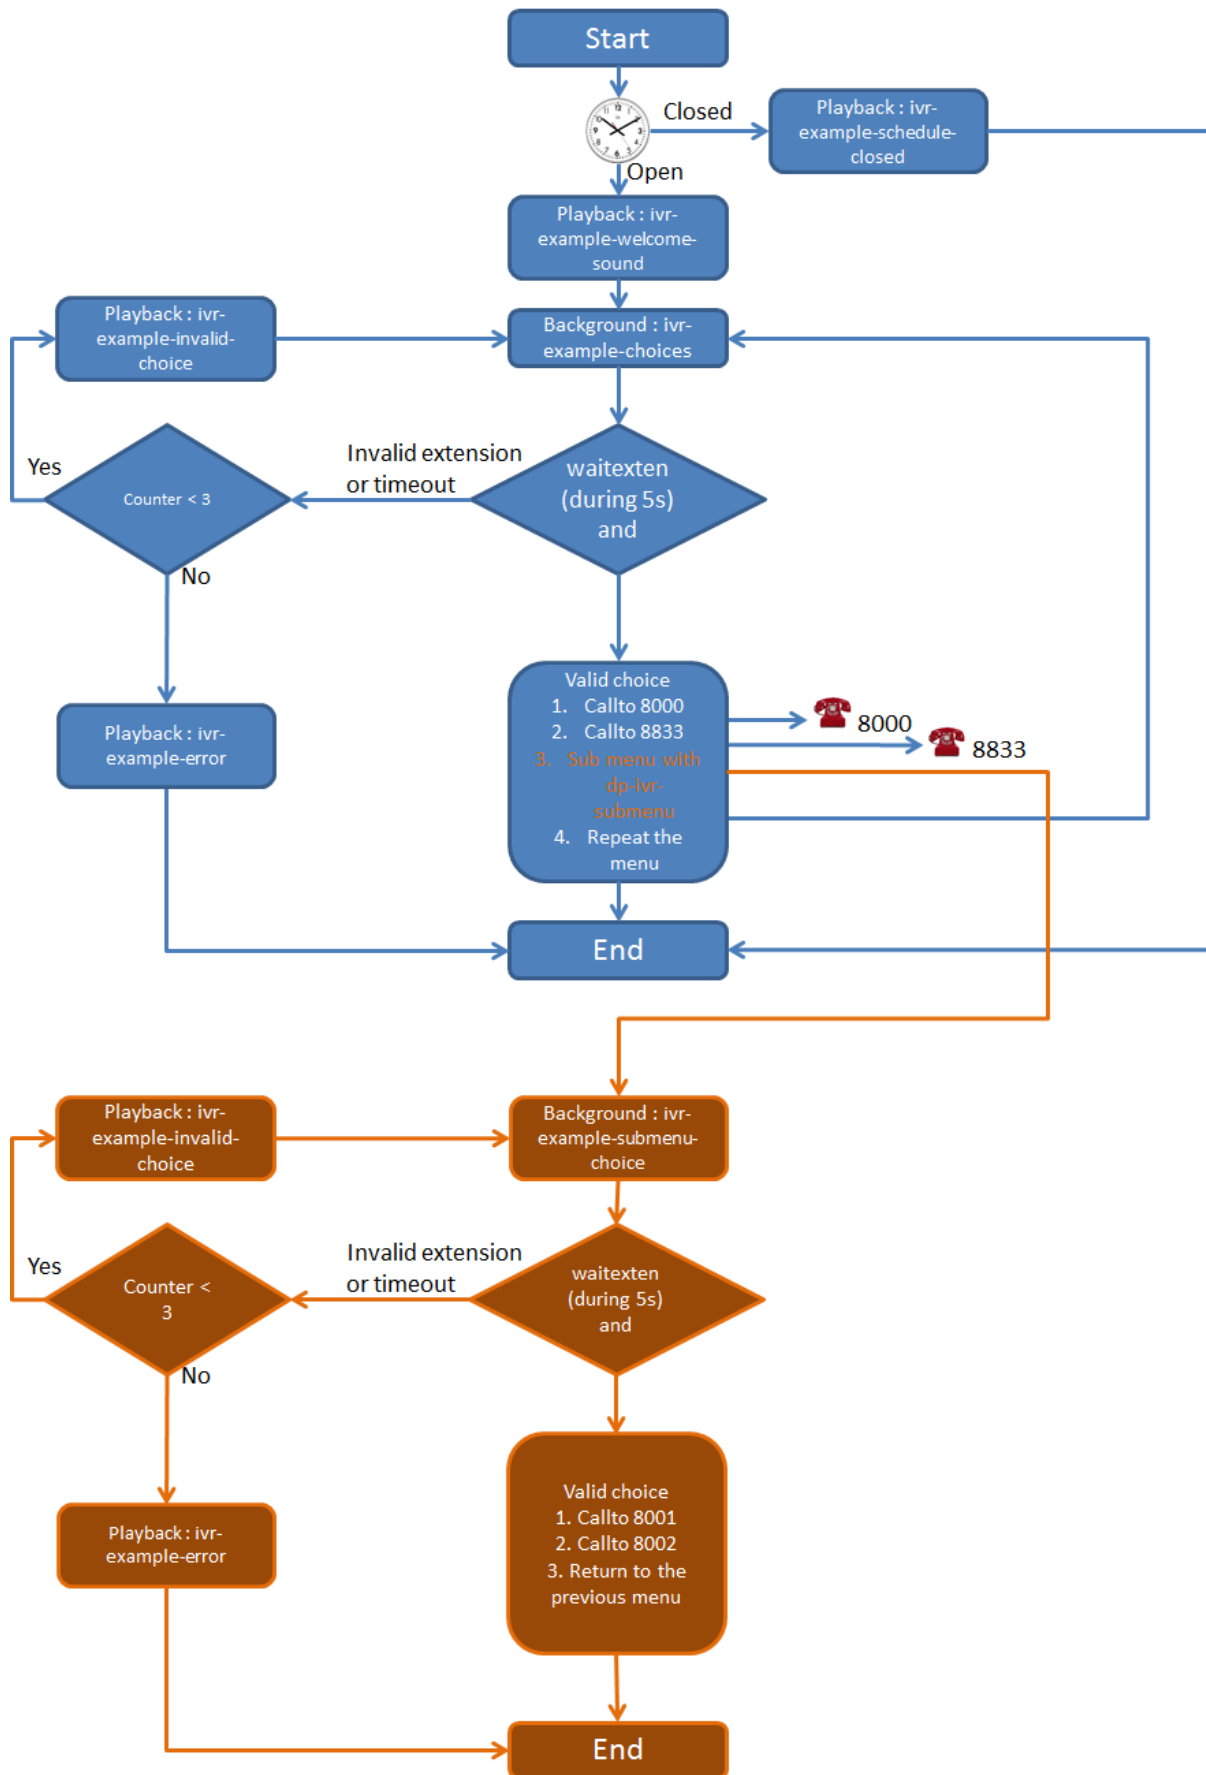 Start
Closed
Playback : ivr-
example-schedule-
closed
Open
Playback : ivr-
example-welcome-
sound
Playback : ivr-
example-invalid-
choice
Background : ivr-
example-choices
Yes
Counter < 3
Invalid extension
or timeout
waitexten
(during 5s)
and
No
Valid choice
1. Callto 8000
2. Callto 8833
3. Sub menu with
dp-ivr-
submenu
4. Repeat the
menu
8000
8833
Playback : ivr-
example-error
End
Playback : ivr-
example-invalid-
choice
Background : ivr-
example-submenu-
choice
Yes
Counter <
3
Invalid extension
or timeout
waitexten
(during 5s)
and
No
Valid choice
1. Callto 8001
2. Callto 8002
3. Return to the
previous menu
Playback : ivr-
example-error
End